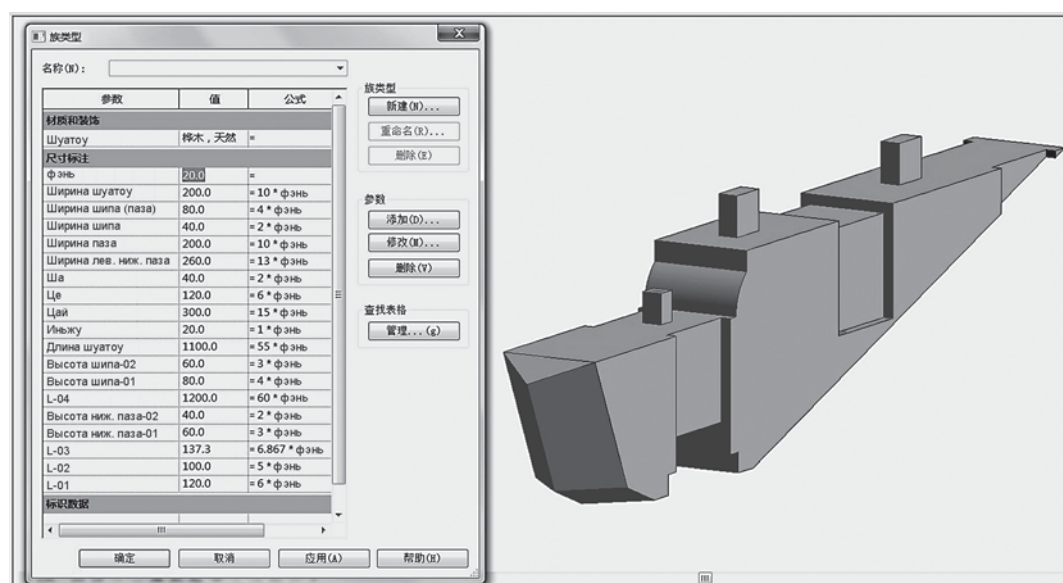 族类型
名称(N):
参数 值 公式
材质和装饰
Шуатоу 桦木，天然 =
尺寸标注
фэнь 20.0 =
Ширина шуатоу 200.0 = 10 * фэнь
Ширина шипа (паза) 80.0 = 4 * фэнь
Ширина шипа 40.0 = 2 * фэнь
Ширина паза 200.0 = 10 * фэнь
Ширина лев. ниж. паза 260.0 = 13 * фэнь
Ша 40.0 = 2 * фэнь
Це 120.0 = 6 * фэнь
Цай 300.0 = 15 * фэнь
Иньжу 20.0 = 1 * фэнь
Длина шуатоу 1100.0 = 55 * фэнь
Высота шипа-02 60.0 = 3 * фэнь
Высота шипа-01 80.0 = 4 * фэнь
L-04 1200.0 = 60 * фэнь
Высота ниж. паза-02 40.0 = 2 * фэнь
Высота ниж. паза-01 60.0 = 3 * фэнь
L-03 137.3 = 6.867 * фэнь
L-02 100.0 = 5 * фэнь
L-01 120.0 = 6 * фэнь
标识数据
族类型
新建(N)...
重命名(R)...
删除(E)
参数
添加(D)...
修改(M)...
删除(V)
查找表格
管理...(g)
确定 取消 应用(A) 帮助(H)